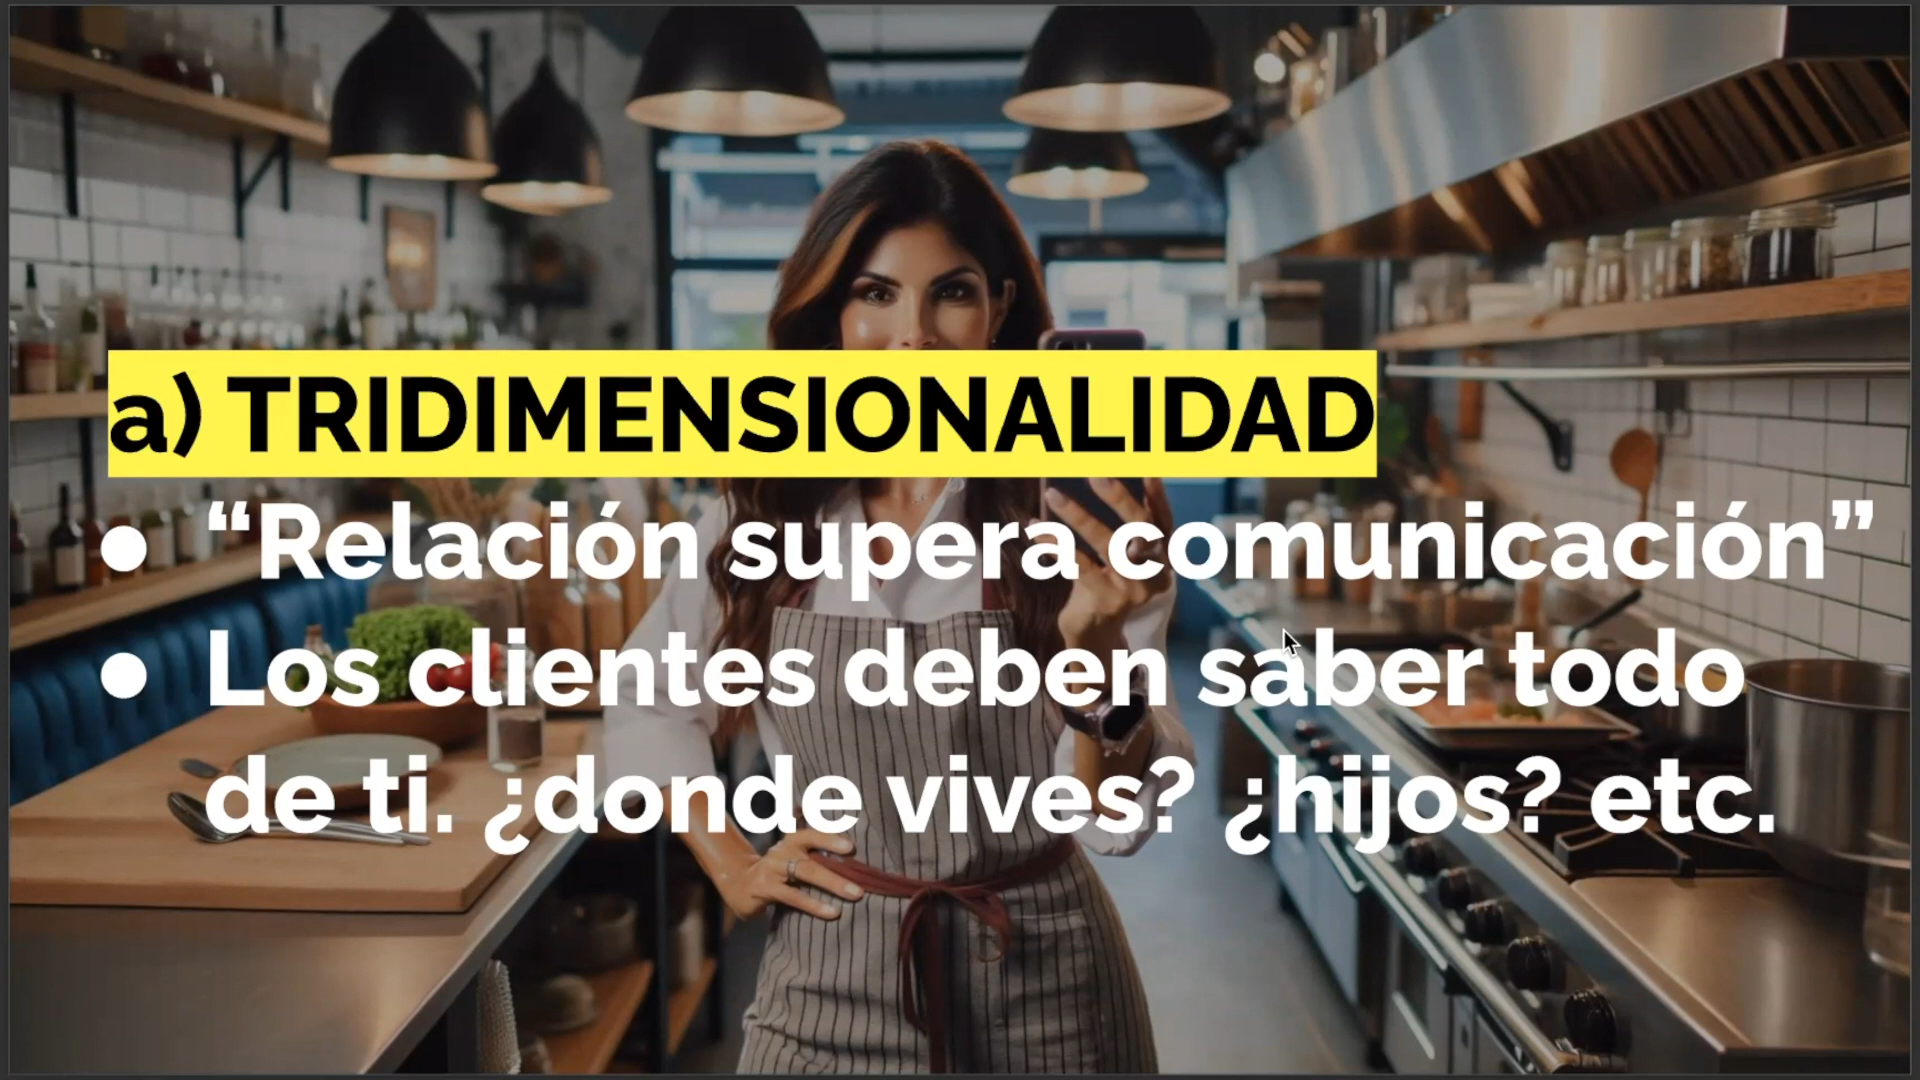 a) TRIDIMENSIONALIDAD
● “Relación supera comunicación”
● Los clientes deben saber todo
de ti. ¿donde vives? ¿hijos? etc.